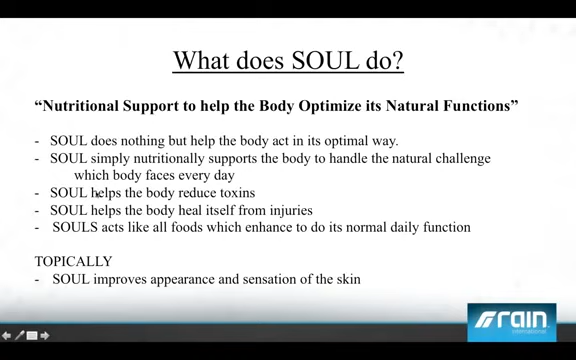 What does SOUL do?
“Nutritional Support to help the Body Optimize its Natural Functions”
- SOUL does nothing but help the body act in its optimal way.
- SOUL simply nutritionally supports the body to handle the natural challenge
which body faces every day
- SOUL helps the body reduce toxins
- SOUL helps the body heal itself from injuries
- SOULS acts like all foods which enhance to do its normal daily function
TOPICALLY
- SOUL improves appearance and sensation of the skin
rain
international